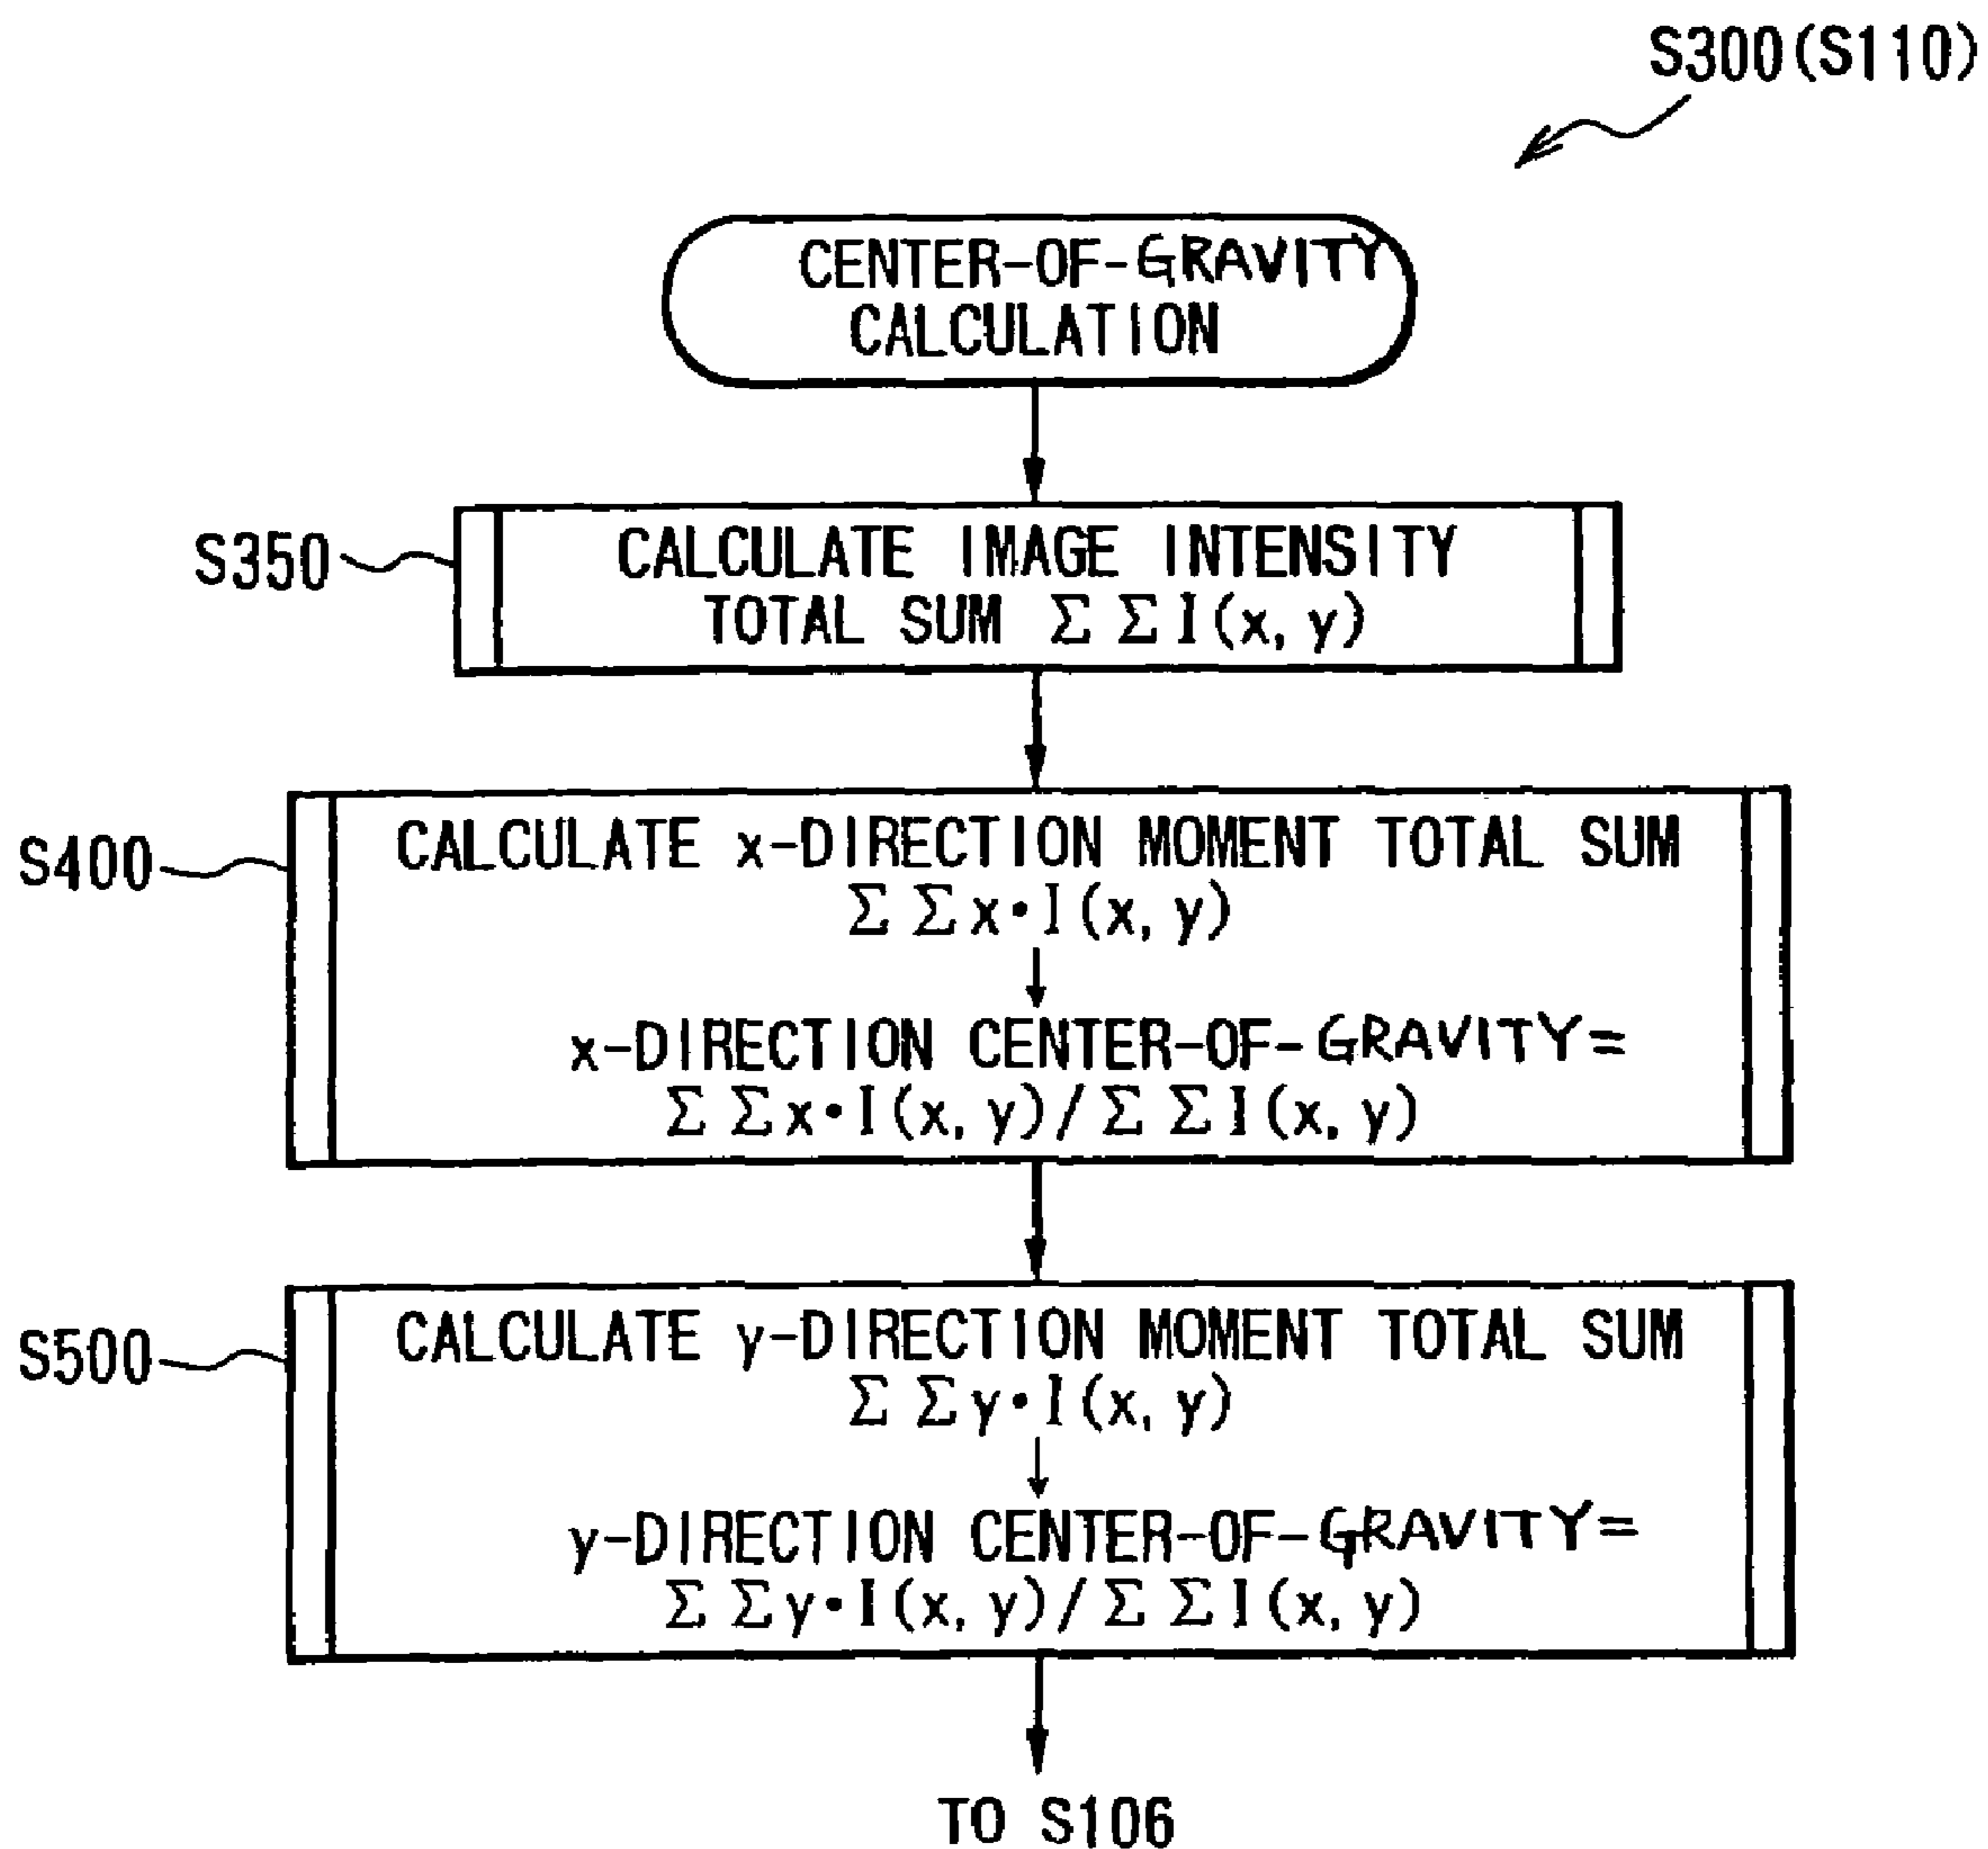 S300(S110)
CENTER-OF-GRAVITY
CALCULATION
S350
CALCULATE IMAGE INTENSITY
TOTAL SUM ΣΣI(x, y)
S400
CALCULATE x-DIRECTION MOMENT TOTAL SUM
ΣΣx•I(x, y)
x-DIRECTION CENTER-OF-GRAVITY=
ΣΣx•I(x, y)/ΣΣI(x, y)
S500
CALCULATE y-DIRECTION MOMENT TOTAL SUM
ΣΣy•I(x, y)
y-DIRECTION CENTER-OF-GRAVITY=
ΣΣy•I(x, y)/ΣΣI(x, y)
TO S106